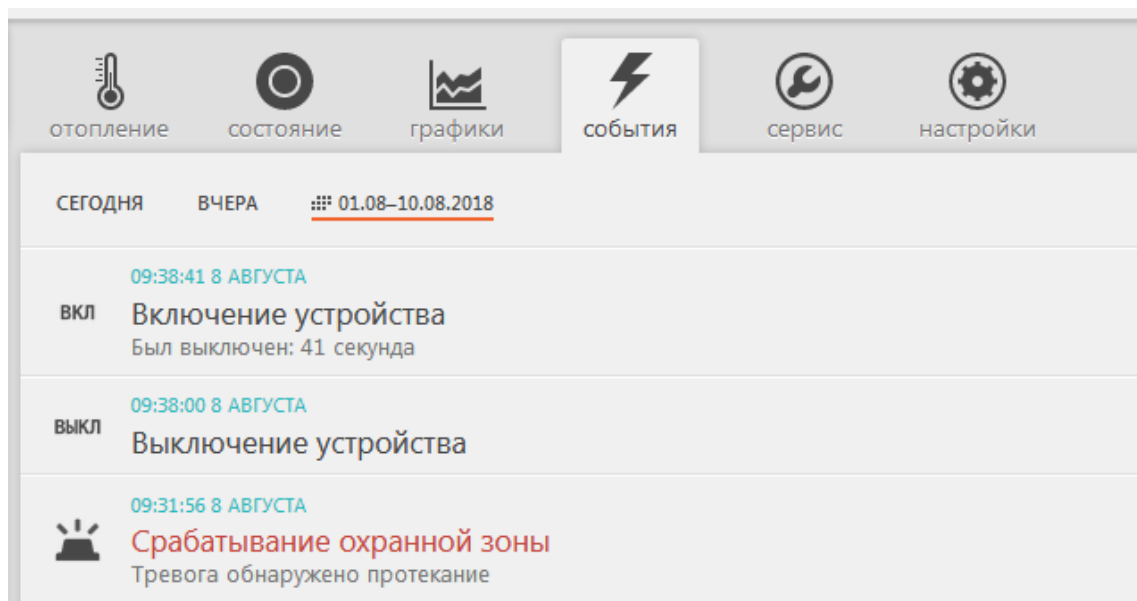 отопление состояние графики события сервис настройки
СЕГОДНЯ ВЧЕРА 01.08–10.08.2018
09:38:41 8 АВГУСТА
ВКЛ Включение устройства
Был выключен: 41 секунда
09:38:00 8 АВГУСТА
ВЫКЛ Выключение устройства
09:31:56 8 АВГУСТА
Срабатывание охранной зоны
Тревога обнаружено протекание